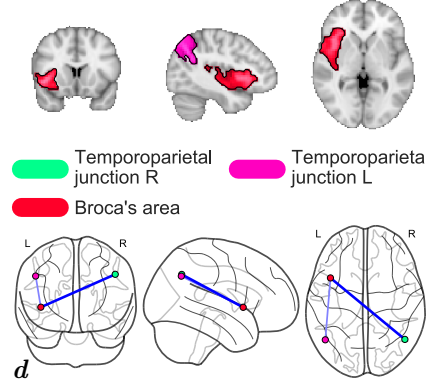 Temporoparietal
junction R
Temporoparieta
junction L
Broca's area
L
R
L
R
d